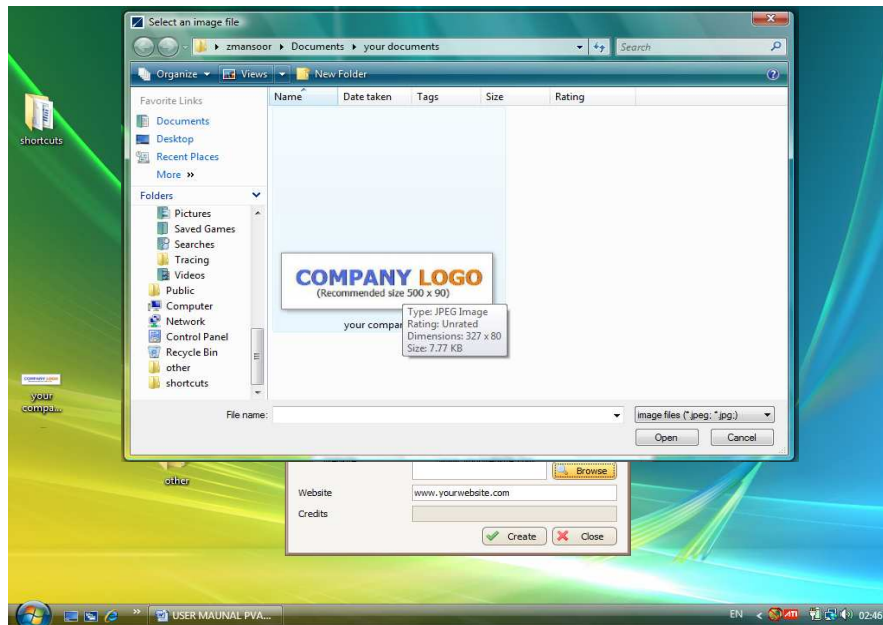 Select an image file
zmansoor ▸ Documents ▸ your documents
Search
Organize Views New Folder
Favorite Links
Documents
Desktop
Recent Places
More »
Folders
Pictures
Saved Games
Searches
Tracing
Videos
Public
Computer
Network
Control Panel
Recycle Bin
other
shortcuts
Name Date taken Tags Size Rating
COMPANY LOGO
(Recommended size 500 x 90)
your compa
Type: JPEG Image
Rating: Unrated
Dimensions: 327 x 80
Size: 7.77 KB
File name:
image files (*.jpeg; *.jpg;)
Open Cancel
shortcuts
COMPANY LOGO
your
compa...
other
Browse
Website www.yourwebsite.com
Credits
Create Close
USER MAUNAL PVA...
EN < ATI 02:46